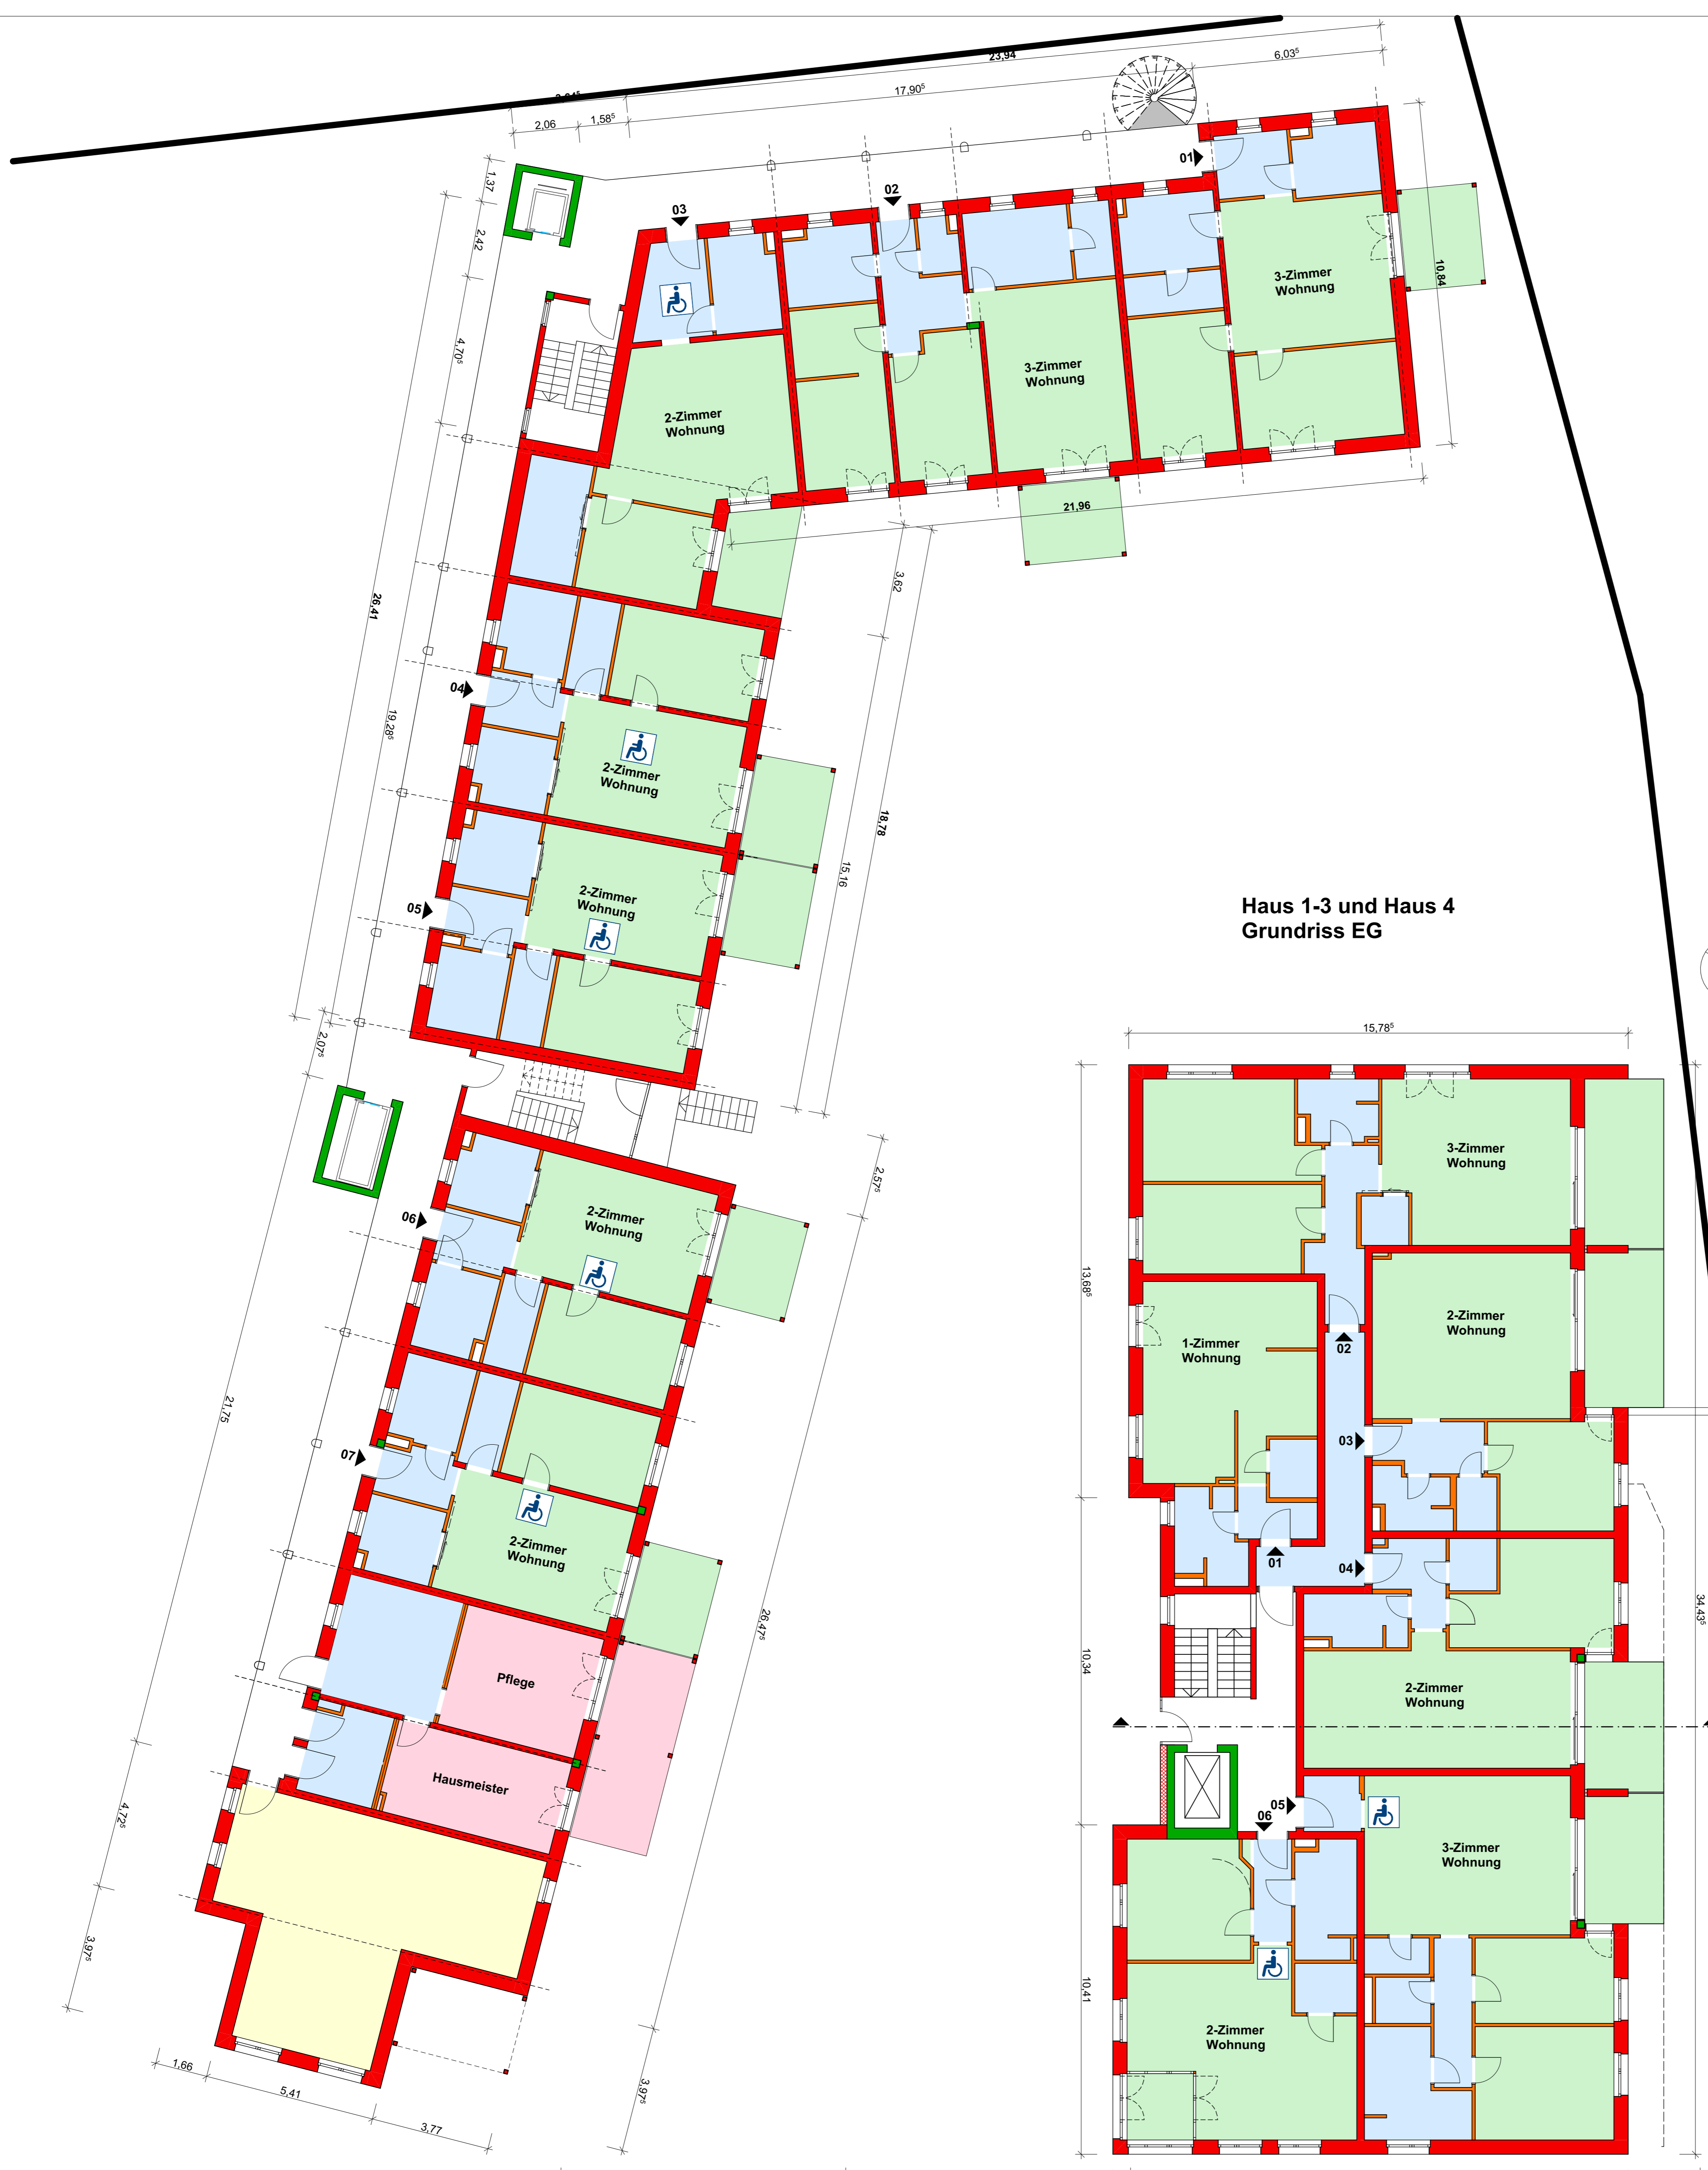 23,94
6,03⁵
17,90⁵
2,06
1,58⁵
1,37
2,42
4,70⁵
01
02
03
3-Zimmer
Wohnung
10,84
3-Zimmer
Wohnung
2-Zimmer
Wohnung
21,96
3,62
26,41
19,28⁵
04
2-Zimmer
Wohnung
18,78
15,16
2-Zimmer
Wohnung
05
Haus 1-3 und Haus 4
Grundriss EG
2,07⁵
15,78⁵
2,57⁵
06
2-Zimmer
Wohnung
3-Zimmer
Wohnung
13,68⁵
2-Zimmer
Wohnung
1-Zimmer
Wohnung
02
21,75
03
07
2-Zimmer
Wohnung
01
04
26,47⁵
34,43⁵
10,34
Pflege
2-Zimmer
Wohnung
Hausmeister
4,72⁵
05
06
3-Zimmer
Wohnung
3,97⁵
10,41
2-Zimmer
Wohnung
1,66
5,41
3,77
3,97⁵